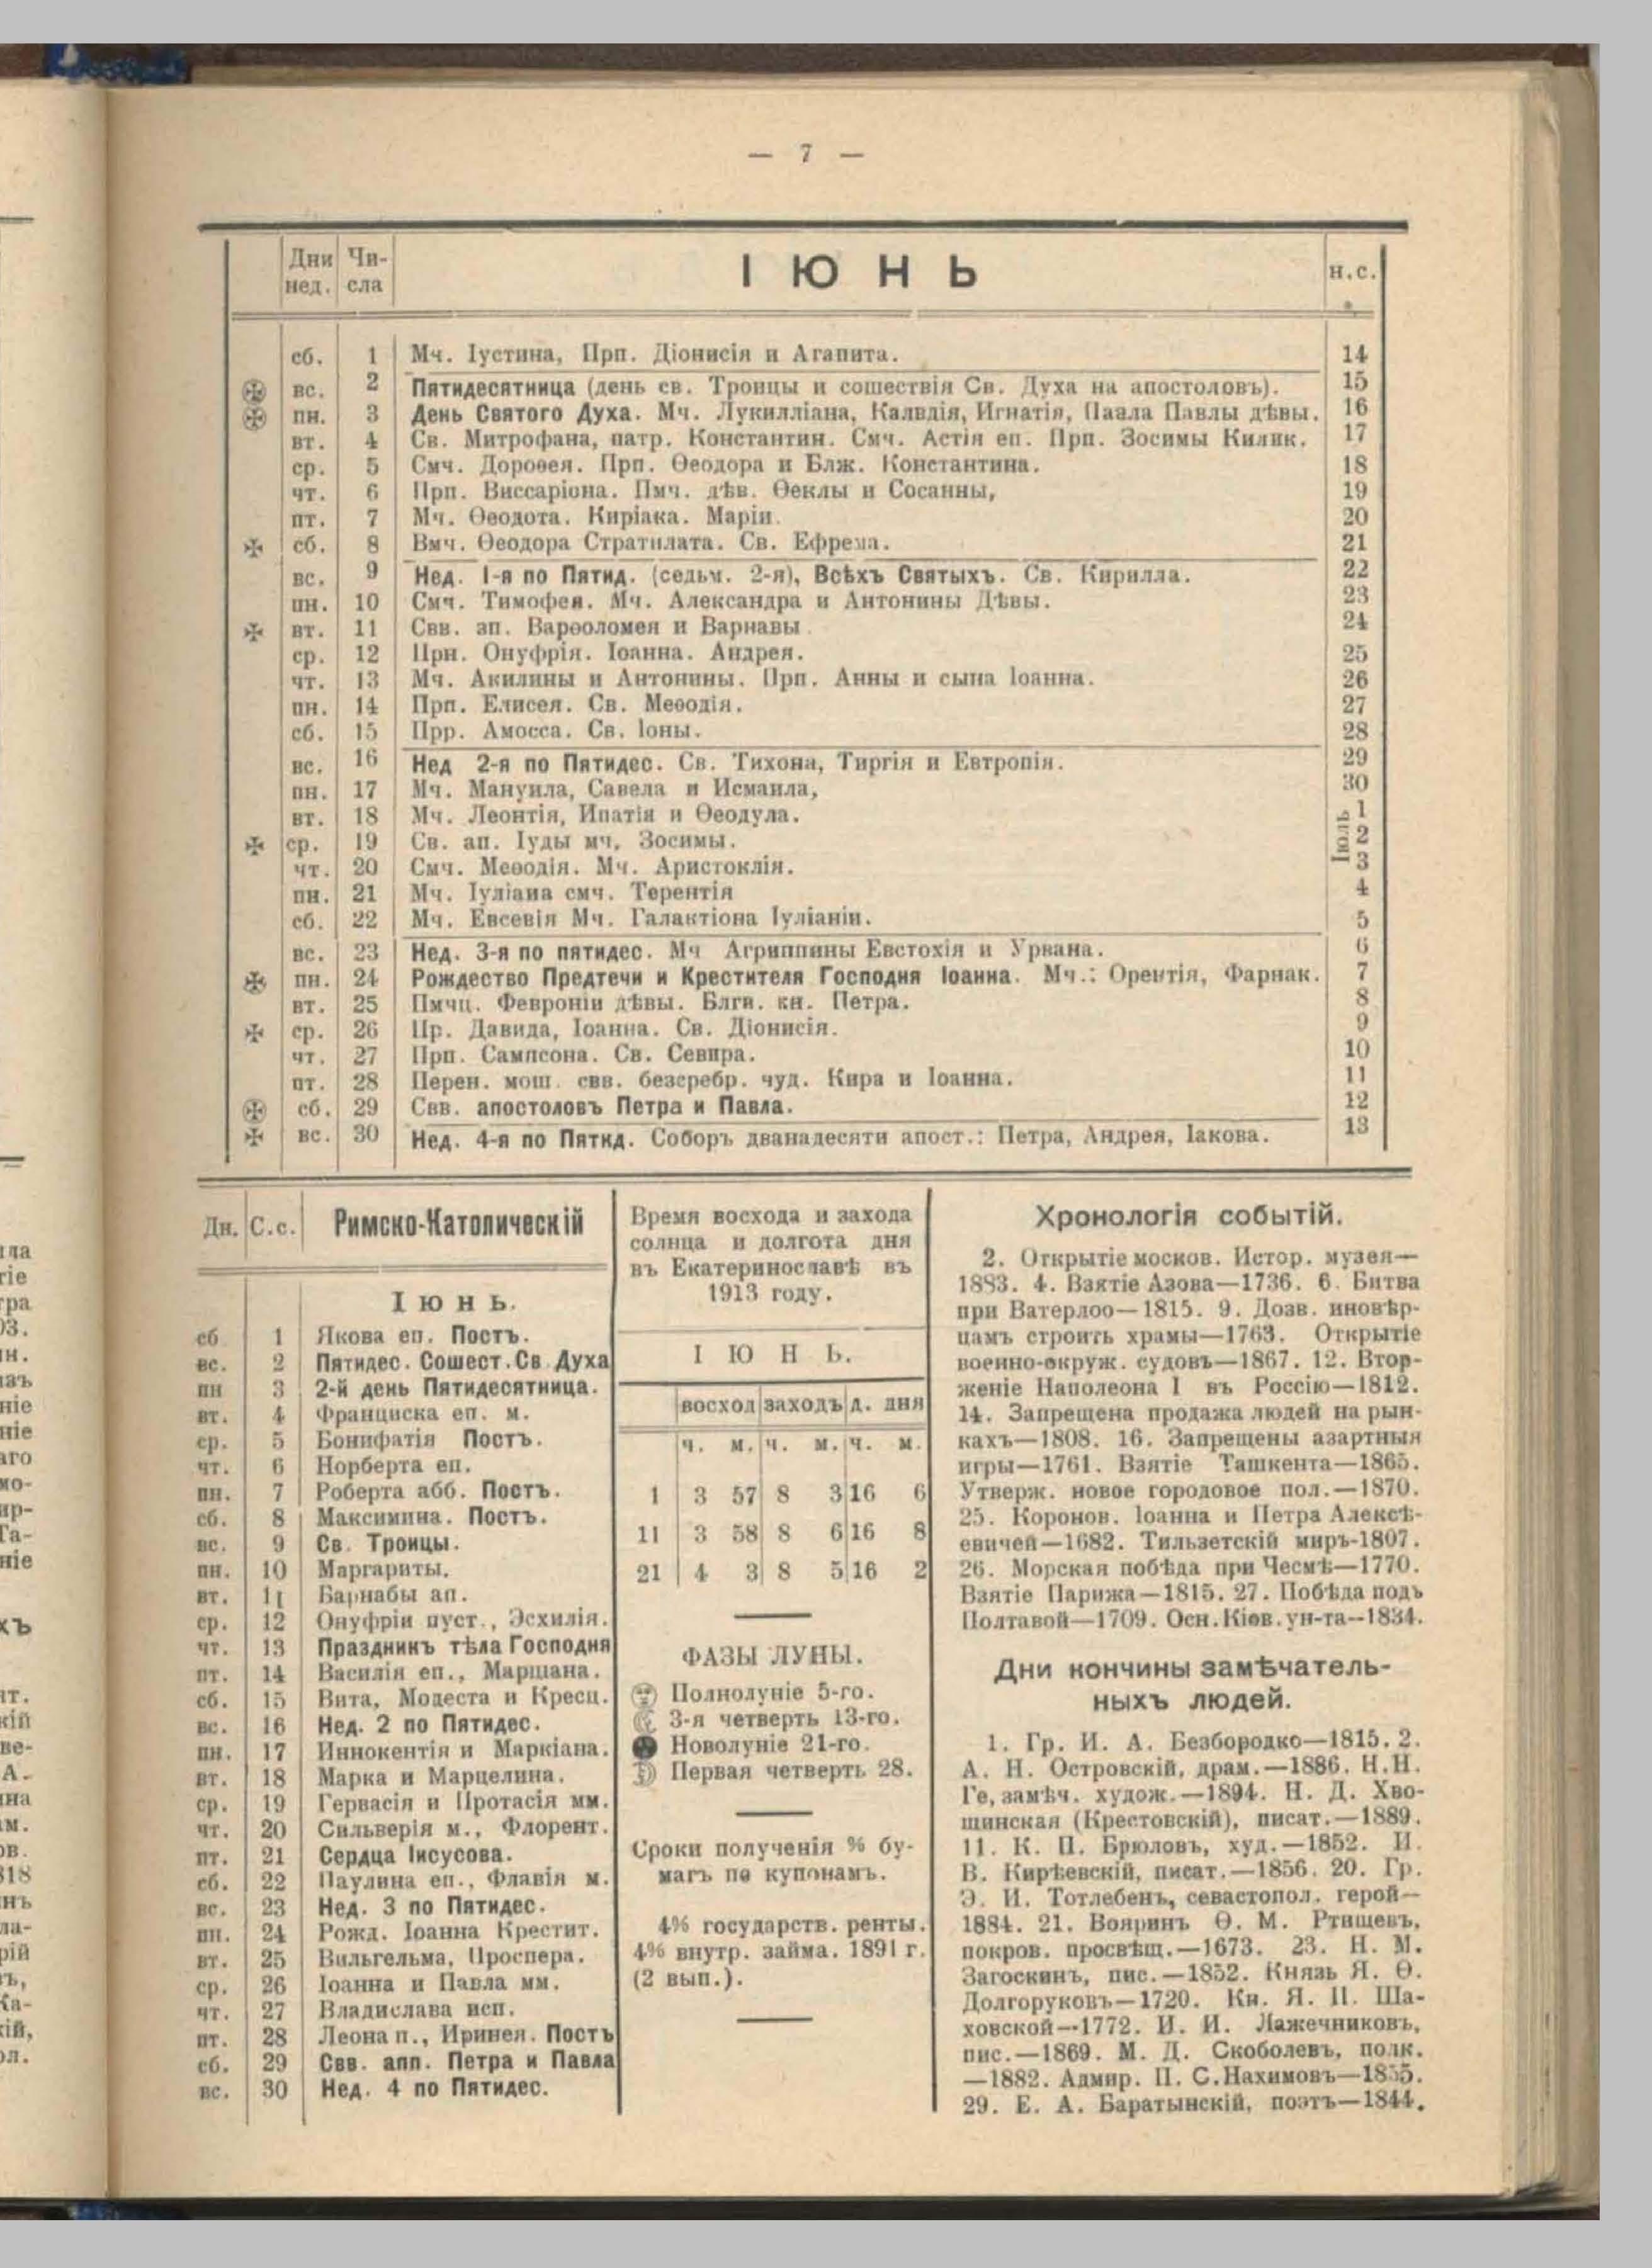 — 7 —
Дни нед. Чи-сла ІЮНЬ н.с.
сб. 1 Мч. Іустина, Прп. Діонисія и Агапита. 14
вс. 2 Пятидесятница (день св. Троицы и сошествія Св. Духа на апостоловъ). 15
пн. 3 День Святого Духа. Мч. Лукилліана, Калвдія, Игнатія, Павла Павлы дѣвы. 16
вт. 4 Св. Митрофана, патр. Константин. Смч. Астія еп. Прп. Зосимы Килик. 17
ср. 5 Смч. Дороѳея. Прп. Ѳеодора и Блж. Константина. 18
чт. 6 Прп. Виссаріона. Пмч. дѣв. Ѳеклы и Сосанны, 19
пт. 7 Мч. Ѳеодота. Киріака. Маріи. 20
сб. 8 Вмч. Ѳеодора Стратилата. Св. Ефрема. 21
вс. 9 Нед. І-я по Пятид. (седьм. 2-я), Всѣхъ Святыхъ. Св. Кирилла. 22
пн. 10 Смч. Тимофея. Мч. Александра и Антонины Дѣвы. 23
вт. 11 Свв. ап. Варѳоломея и Варнавы. 24
ср. 12 Прп. Онуфрія. Іоанна. Андрея. 25
чт. 13 Мч. Акилины и Антонины. Прп. Анны и сына Іоанна. 26
пн. 14 Прп. Елисея. Св. Меѳодія. 27
сб. 15 Прр. Амосса. Св. Іоны. 28
вс. 16 Нед 2-я по Пятидес. Св. Тихона, Тиргія и Евтропія. 29
пн. 17 Мч. Мануила, Савела и Исмаила, 30
вт. 18 Мч. Леонтія, Ипатія и Ѳеодула. Іюль 1
ср. 19 Св. ап. Іуды мч. Зосимы. 2
чт. 20 Смч. Меѳодія. Мч. Аристоклія. 3
пн. 21 Мч. Іуліана смч. Терентія 4
сб. 22 Мч. Евсевія Мч. Галактіона Іуліаніи. 5
вс. 23 Нед. 3-я по пятидес. Мч Агриппины Евстохія и Урвана. 6
пн. 24 Рождество Предтечи и Крестителя Господня Іоанна. Мч.: Орентія, Фарнак. 7
вт. 25 Пмчц. Февроніи дѣвы. Блгв. кн. Петра. 8
ср. 26 Пр. Давида, Іоанна. Св. Діонисія. 9
чт. 27 Прп. Сампсона. Св. Севира. 10
пт. 28 Перен. мощ. свв. безсребр. чуд. Кира и Іоанна. 11
сб. 29 Свв. апостоловъ Петра и Павла. 12
вс. 30 Нед. 4-я по Пятид. Соборъ дванадесяти апост.: Петра, Андрея, Іакова. 13
Дн. С.с. Римско-Католическій
Іюнь.
сб 1 Якова еп. Постъ.
вс. 2 Пятидес. Сошест. Св. Духа
пн 3 2-й день Пятидесятница.
вт. 4 Франциска еп. м.
ср. 5 Бонифатія Постъ.
чт. 6 Норберта еп.
пн. 7 Роберта абб. Постъ.
сб. 8 Максимина. Постъ.
вс. 9 Св. Троицы.
пн. 10 Маргариты.
вт. 11 Барнабы ап.
ср. 12 Онуфріи пуст., Эсхилія.
чт. 13 Праздникъ тѣла Господня
пт. 14 Василія еп., Марціана.
сб. 15 Вита, Модеста и Кресц.
вс. 16 Нед. 2 по Пятидес.
пн. 17 Иннокентія и Маркіана.
вт. 18 Марка и Марцелина.
ср. 19 Гервасія и Протасія мм.
чт. 20 Сильверія м., Флорент.
пт. 21 Сердца Іисусова.
сб. 22 Паулина еп., Флавія м.
вс. 23 Нед. 3 по Пятидес.
пн. 24 Рожд. Іоанна Крестит.
вт. 25 Вильгельма, Проспера.
ср. 26 Іоанна и Павла мм.
чт. 27 Владислава исп.
пт. 28 Леона п., Иринея. Постъ
сб. 29 Свв. апп. Петра и Павла
вс. 30 Нед. 4 по Пятидес.
Время восхода и захода
солнца и долгота дня
въ Екатеринославѣ въ
1913 году.
ІЮНЬ.
восход заходъ д. дня
ч. м. ч. м. ч. м.
1 3 57 8 3 16 6
11 3 58 8 6 16 8
21 4 3 8 5 16 2
ФАЗЫ ЛУНЫ.
Полнолуніе 5-го.
3-я четверть 13-го.
Новолуніе 21-го.
Первая четверть 28.
Сроки полученія % бу-
магъ по купонамъ.
4% государств. ренты.
4% внутр. займа. 1891 г.
(2 вып.).
Хронологія событій.
2. Открытіе москов. Истор. музея—
1883. 4. Взятіе Азова—1736. 6. Битва
при Ватерлоо—1815. 9. Дозв. иновѣр-
цамъ строить храмы—1763. Открытіе
военно-окруж. судовъ—1867. 12. Втор-
женіе Наполеона I въ Россію—1812.
14. Запрещена продажа людей на рын-
кахъ—1808. 16. Запрещены азартныя
игры—1761. Взятіе Ташкента—1865.
Утверж. новое городовое пол.—1870.
25. Коронов. Іоанна и Петра Алексѣ-
евичей—1682. Тильзетскій миръ-1807.
26. Морская побѣда при Чесмѣ—1770.
Взятіе Парижа—1815. 27. Побѣда подъ
Полтавой—1709. Осн. Кіев. ун-та—1834.
Дни кончины замѣчатель-
ныхъ людей.
1. Гр. И. А. Безбородко—1815. 2.
А. Н. Островскій, драм.—1886. Н. Н.
Ге, замѣч. худож.—1894. Н. Д. Хво-
щинская (Крестовскій), писат.—1889.
11. К. П. Брюловъ, худ.—1852. И.
В. Кирѣевскій, писат.—1856. 20. Гр.
Э. И. Тотлебенъ, севастопол. герой—
1884. 21. Бояринъ Ѳ. М. Ртищевъ,
покров. просвѣщ.—1673. 23. Н. М.
Загоскинъ, пис.—1852. Князь Я. Ѳ.
Долгоруковъ—1720. Кн. Я. П. Ша-
ховской—1772. И. И. Лажечниковъ,
пис.—1869. М. Д. Скоболевъ, полк.
—1882. Адмир. П. С. Нахимовъ—1855.
29. Е. А. Баратынскій, поэтъ—1844.